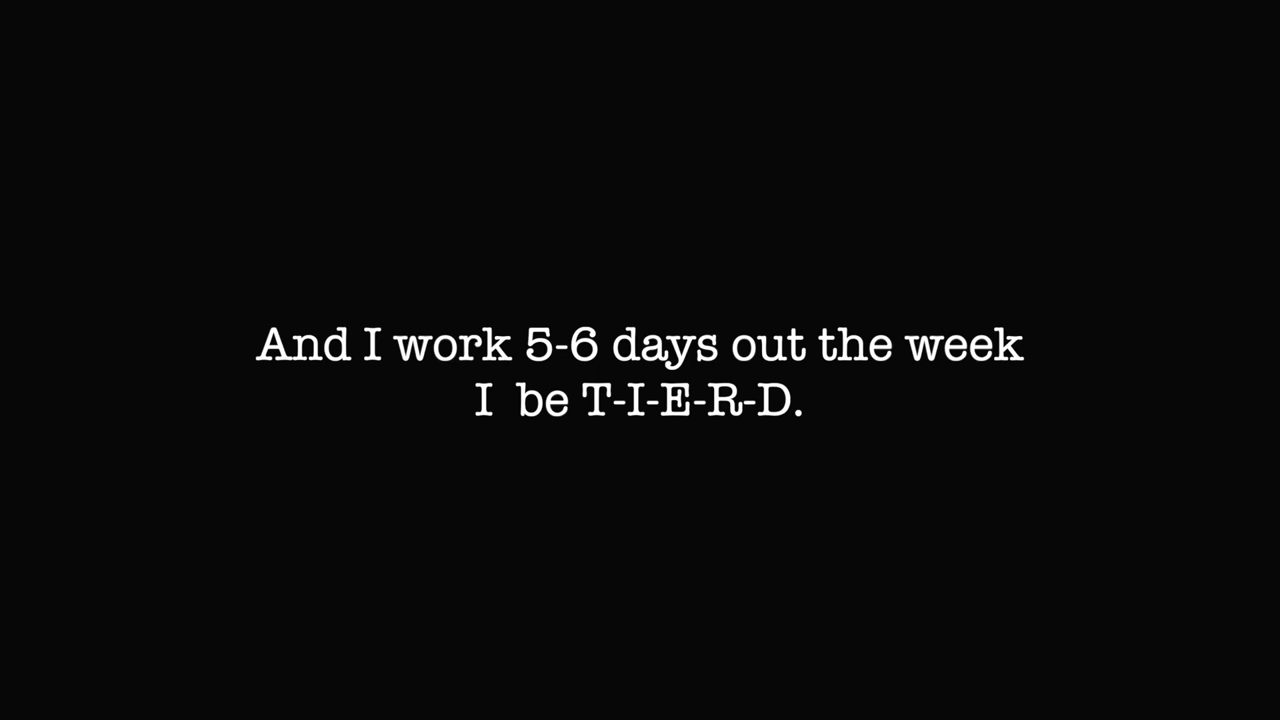 And I work 5-6 days out the week
I  be T-I-E-R-D.